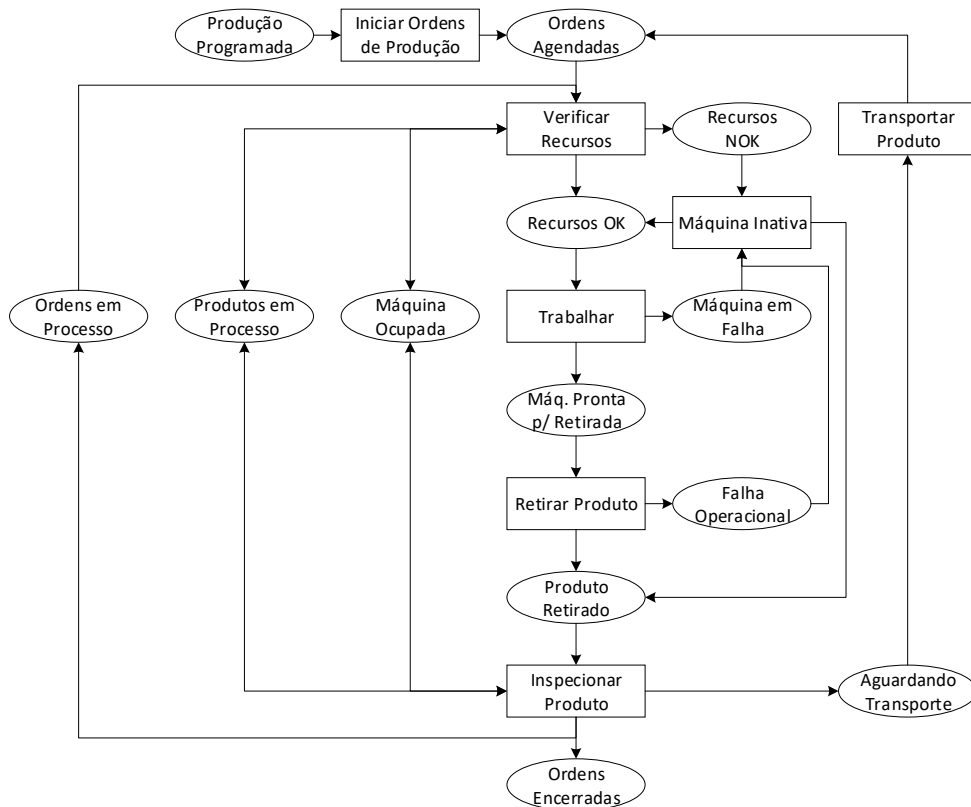 Produção
Programada
Iniciar Ordens
de Produção
Ordens
Agendadas
Verificar
Recursos
Recursos
NOK
Transportar
Produto
Recursos OK
Máquina Inativa
Ordens em
Processo
Produtos em
Processo
Máquina
Ocupada
Trabalhar
Máquina em
Falha
Máq. Pronta
p/ Retirada
Retirar Produto
Falha
Operacional
Produto
Retirado
Inspecionar
Produto
Aguardando
Transporte
Ordens
Encerradas